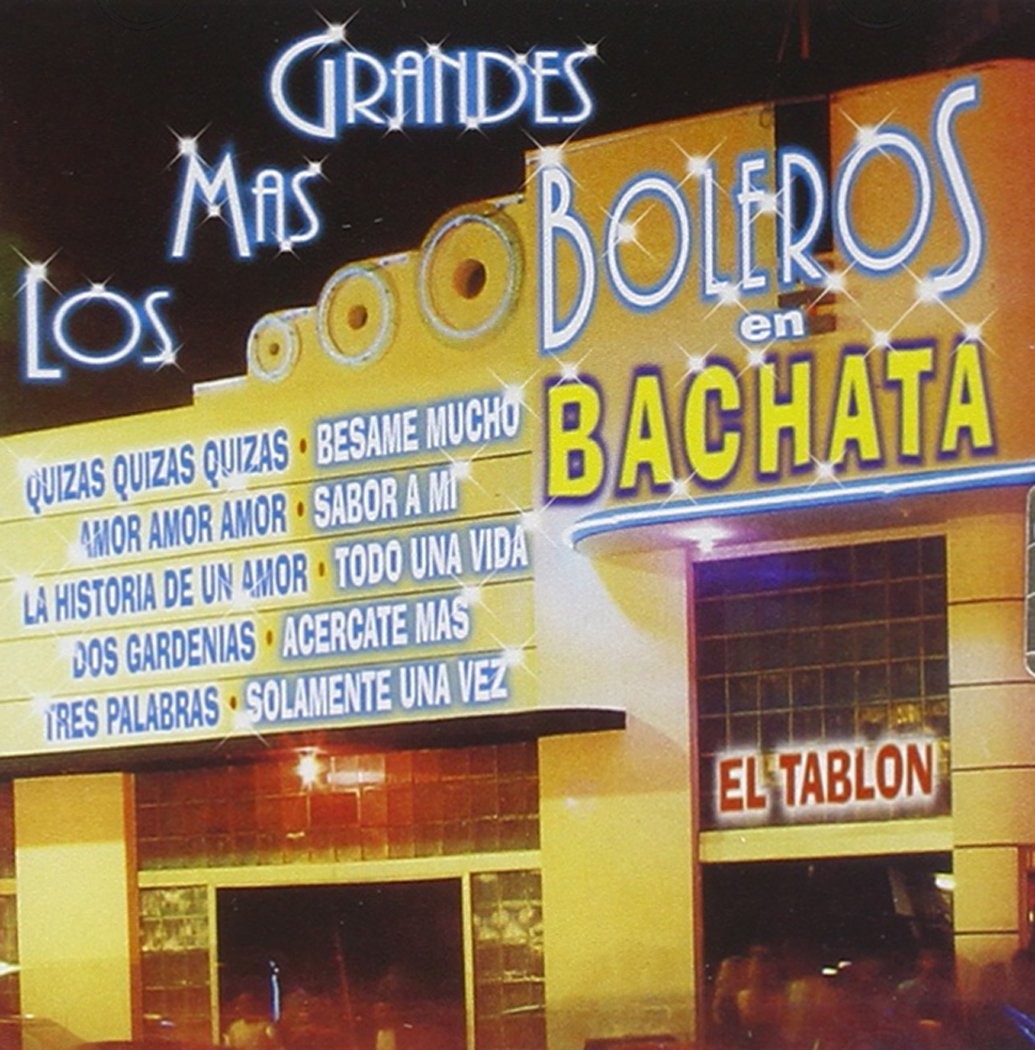 LOS
MAS
GRANDES
BOLEROS
en
BACHATA
QUIZAS QUIZAS QUIZAS • BESAME MUCHO
AMOR AMOR AMOR • SABOR A MI
LA HISTORIA DE UN AMOR • TODO UNA VIDA
DOS GARDENIAS • ACERCATE MAS
TRES PALABRAS • SOLAMENTE UNA VEZ
EL TABLON